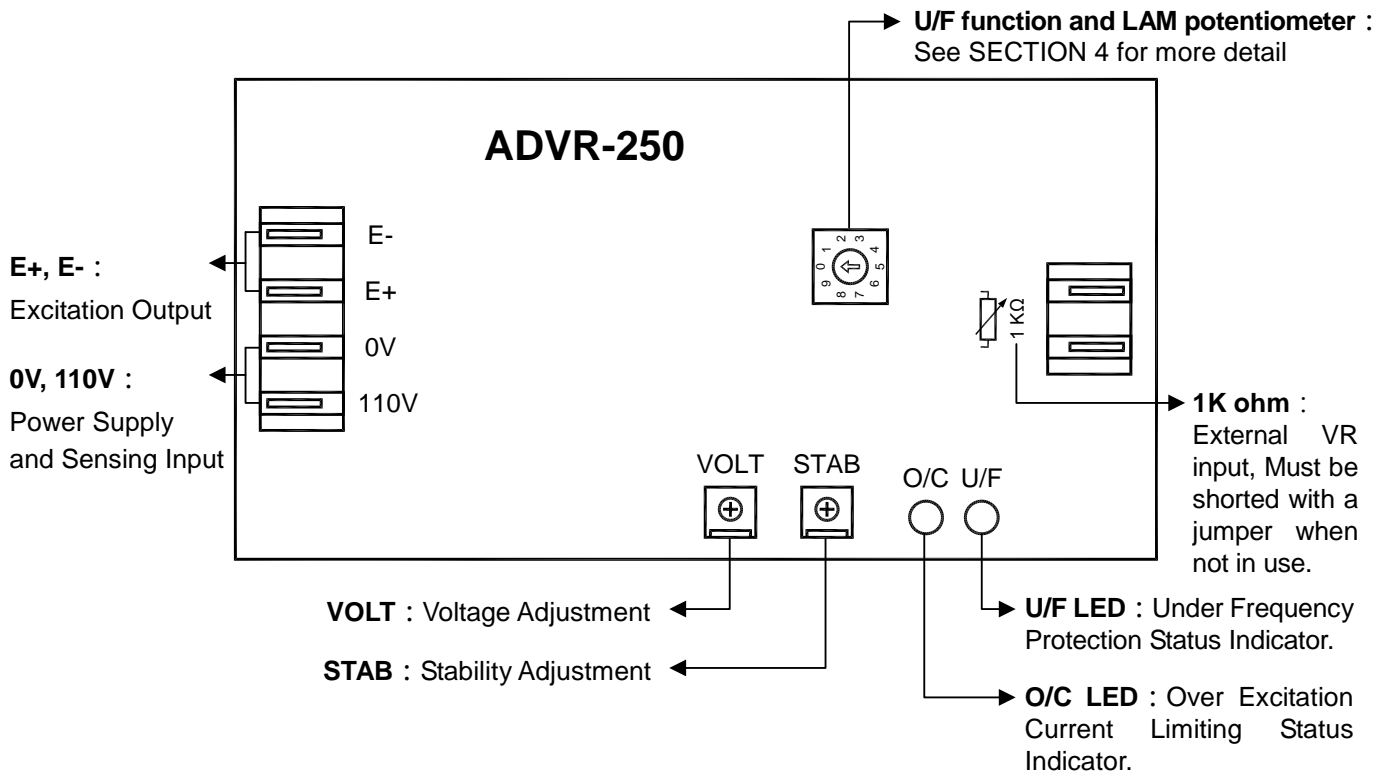 U/F function and LAM potentiometer：
See SECTION 4 for more detail
ADVR-250
E-
E+
0V
110V
E+, E-：
Excitation Output
0V, 110V：
Power Supply
and Sensing Input
0 1 2 3 4 5 6 7 8 9
1 KΩ
1K ohm：
External VR
input, Must be
shorted with a
jumper when
not in use.
VOLT STAB O/C U/F
VOLT：Voltage Adjustment
STAB：Stability Adjustment
U/F LED：Under Frequency
Protection Status Indicator.
O/C LED：Over Excitation
Current Limiting Status
Indicator.